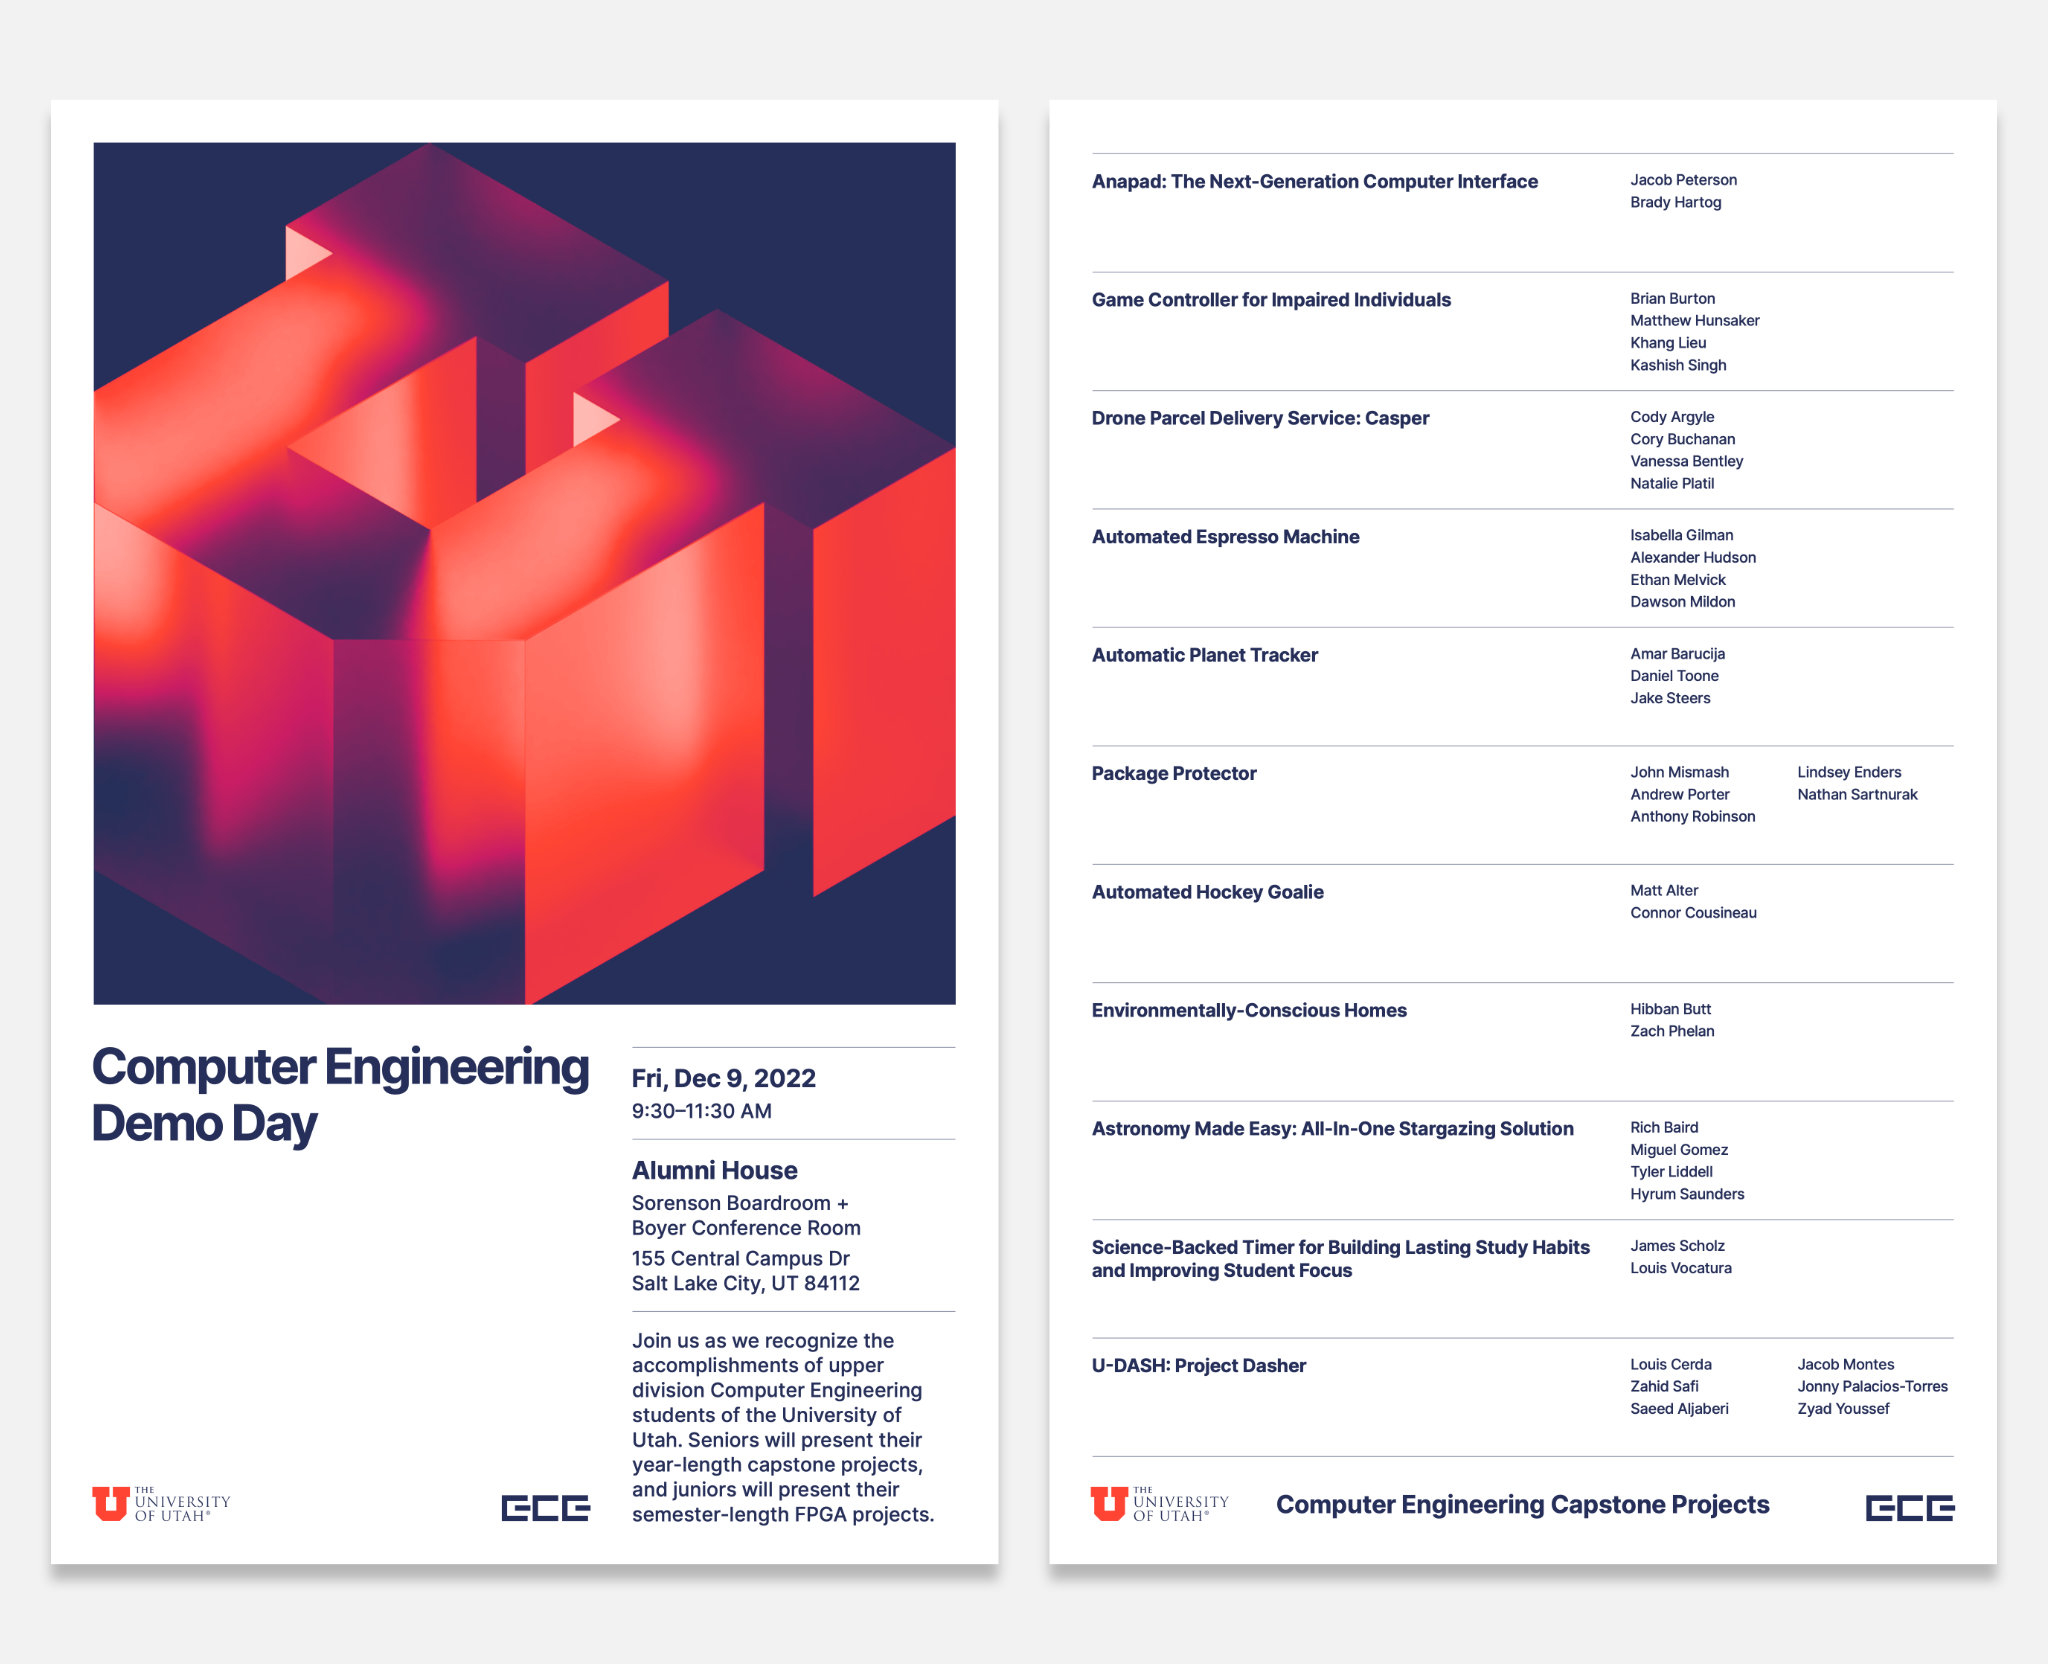 Computer Engineering
Demo Day
Fri, Dec 9, 2022
9:30–11:30 AM
Alumni House
Sorenson Boardroom +
Boyer Conference Room
155 Central Campus Dr
Salt Lake City, UT 84112
Join us as we recognize the
accomplishments of upper
division Computer Engineering
students of the University of
Utah. Seniors will present their
year-length capstone projects,
and juniors will present their
semester-length FPGA projects.
THE
UNIVERSITY
OF UTAH®
ECE
Anapad: The Next-Generation Computer Interface
Jacob Peterson
Brady Hartog
Game Controller for Impaired Individuals
Brian Burton
Matthew Hunsaker
Khang Lieu
Kashish Singh
Drone Parcel Delivery Service: Casper
Cody Argyle
Cory Buchanan
Vanessa Bentley
Natalie Platil
Automated Espresso Machine
Isabella Gilman
Alexander Hudson
Ethan Melvick
Dawson Mildon
Automatic Planet Tracker
Amar Barucija
Daniel Toone
Jake Steers
Package Protector
John Mismash
Andrew Porter
Anthony Robinson
Lindsey Enders
Nathan Sartnurak
Automated Hockey Goalie
Matt Alter
Connor Cousineau
Environmentally-Conscious Homes
Hibban Butt
Zach Phelan
Astronomy Made Easy: All-In-One Stargazing Solution
Rich Baird
Miguel Gomez
Tyler Liddell
Hyrum Saunders
Science-Backed Timer for Building Lasting Study Habits
and Improving Student Focus
James Scholz
Louis Vocatura
U-DASH: Project Dasher
Louis Cerda
Zahid Safi
Saeed Aljaberi
Jacob Montes
Jonny Palacios-Torres
Zyad Youssef
U THE
UNIVERSITY
OF UTAH®
Computer Engineering Capstone Projects
ECE